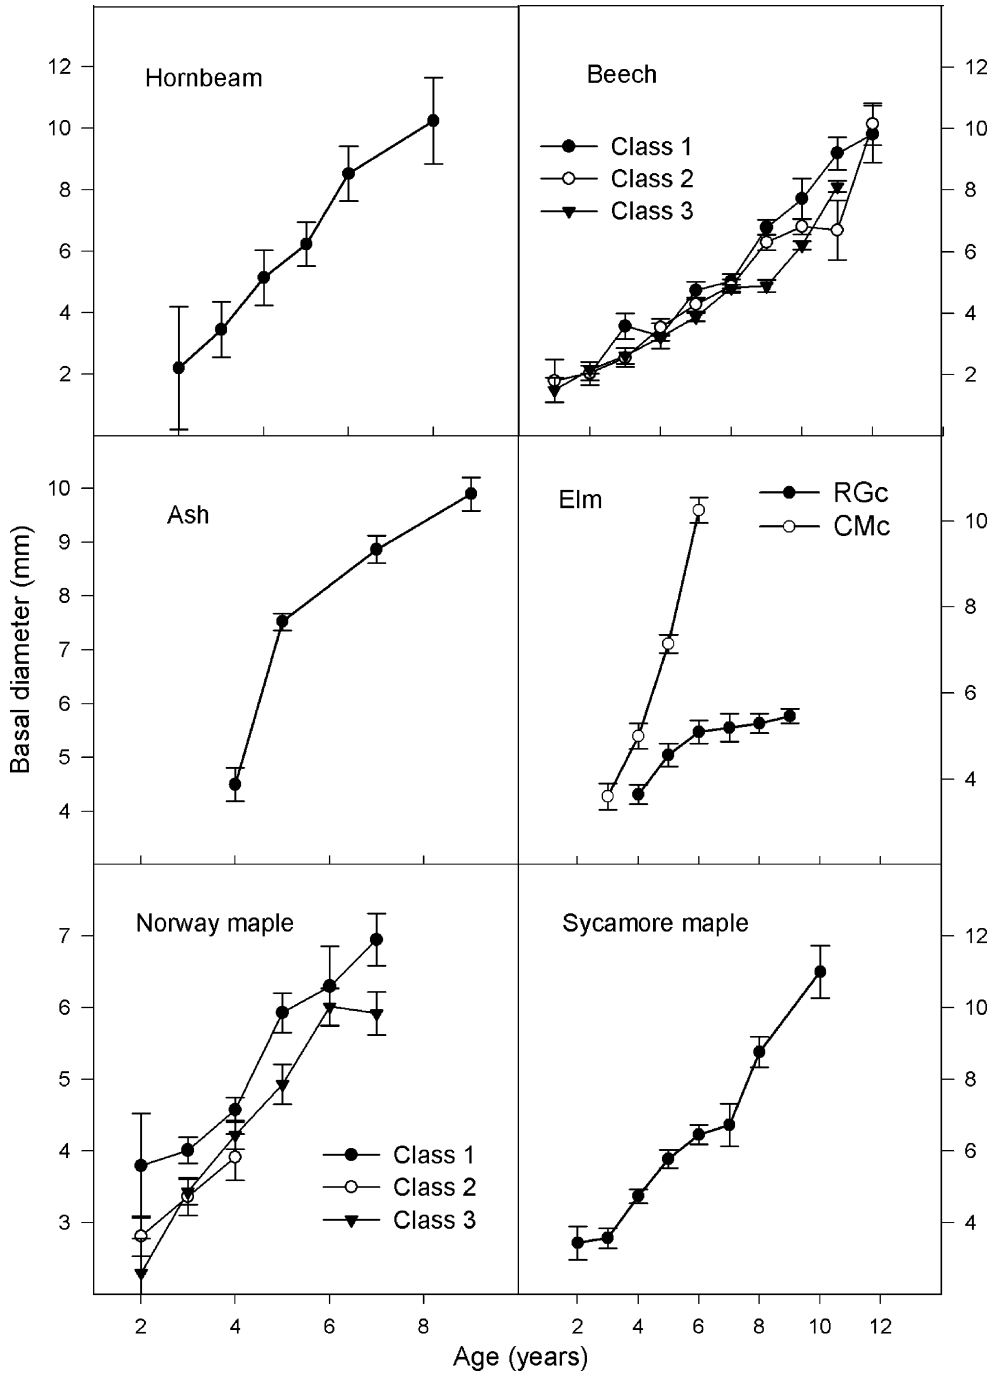 Hornbeam
12
10
8
6
4
2
Beech
Class 1
Class 2
Class 3
12
10
8
6
4
2
Ash
10
9
8
7
6
5
4
Elm
RGc
CMc
10
8
6
4
Basal diameter (mm)
Norway maple
7
6
5
4
3
Class 1
Class 2
Class 3
2 4 6 8
Sycamore maple
12
10
8
6
4
2 4 6 8 10 12
Age (years)